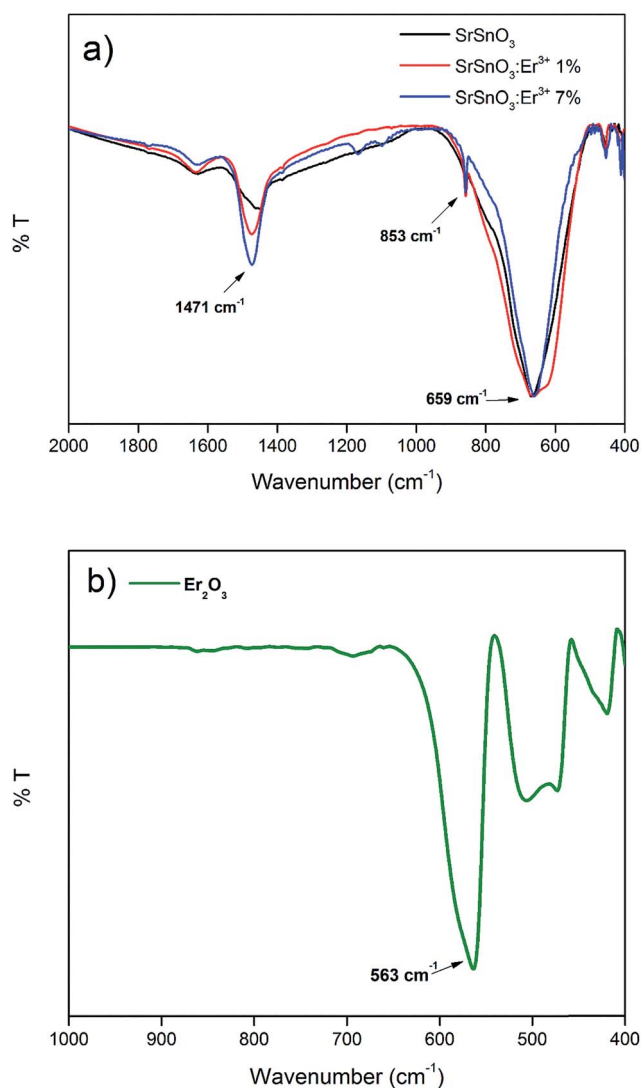 a)
SrSnO₃
SrSnO₃:Er³⁺ 1%
SrSnO₃:Er³⁺ 7%
% T
853 cm⁻¹
1471 cm⁻¹
659 cm⁻¹
2000 1800 1600 1400 1200 1000 800 600 400
Wavenumber (cm⁻¹)
b)
Er₂O₃
% T
563 cm⁻¹
1000 900 800 700 600 500 400
Wavenumber (cm⁻¹)